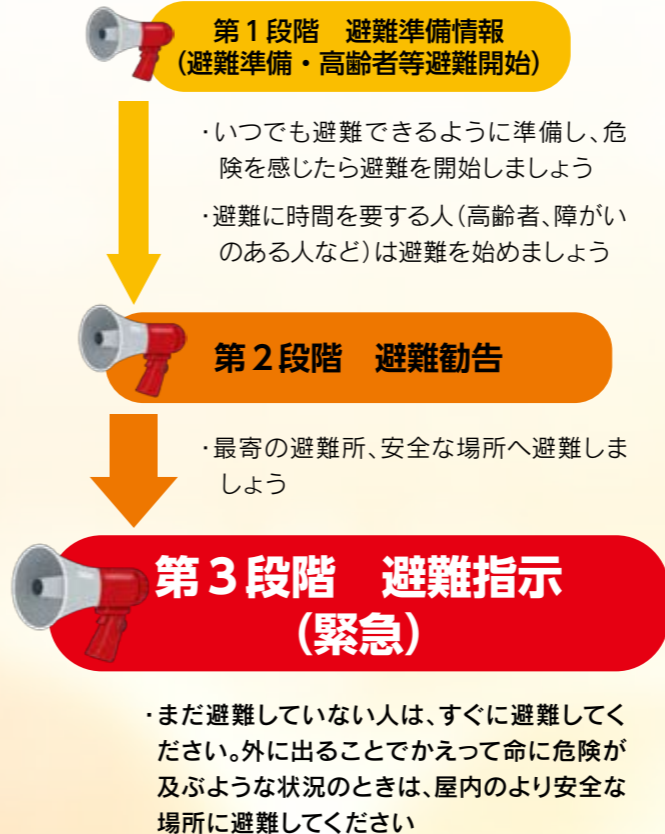 第1段階　避難準備情報
（避難準備・高齢者等避難開始）
・いつでも避難できるように準備し、危
険を感じたら避難を開始しましょう
・避難に時間を要する人（高齢者、障がい
のある人など）は避難を始めましょう
第２段階　避難勧告
・最寄の避難所、安全な場所へ避難しま
しょう
第３段階　避難指示
（緊急）
・まだ避難していない人は、すぐに避難してく
ださい。外に出ることでかえって命に危険が
及ぶような状況のときは、屋内のより安全な
場所に避難してください